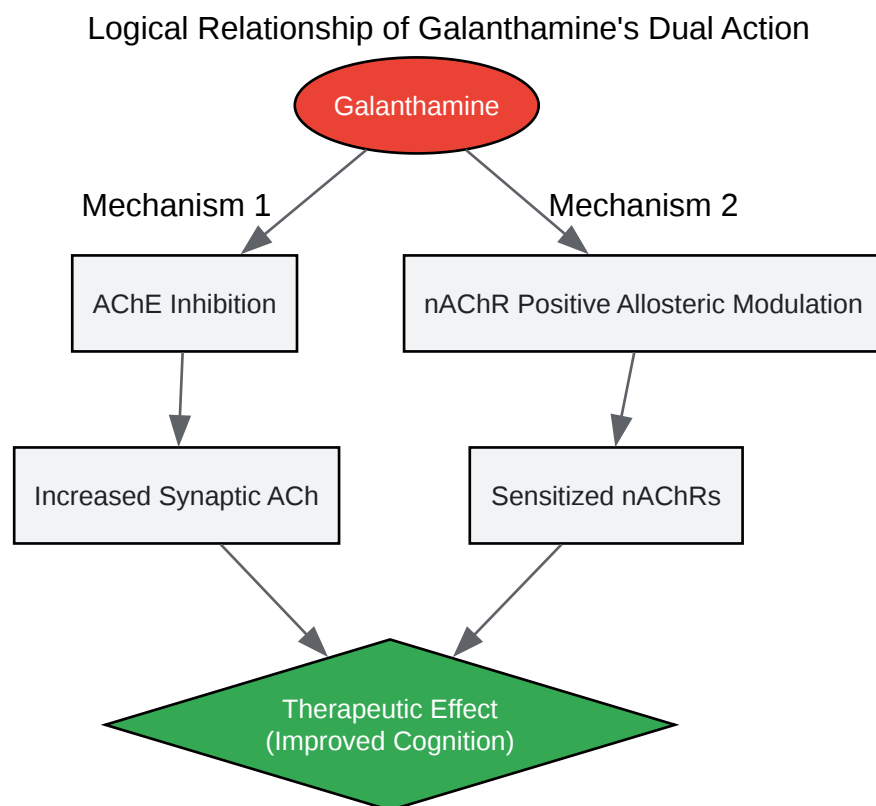 Logical Relationship of Galanthamine's Dual Action
Galanthamine
Mechanism 1
Mechanism 2
AChE Inhibition
nAChR Positive Allosteric Modulation
Increased Synaptic ACh
Sensitized nAChRs
Therapeutic Effect
(Improved Cognition)